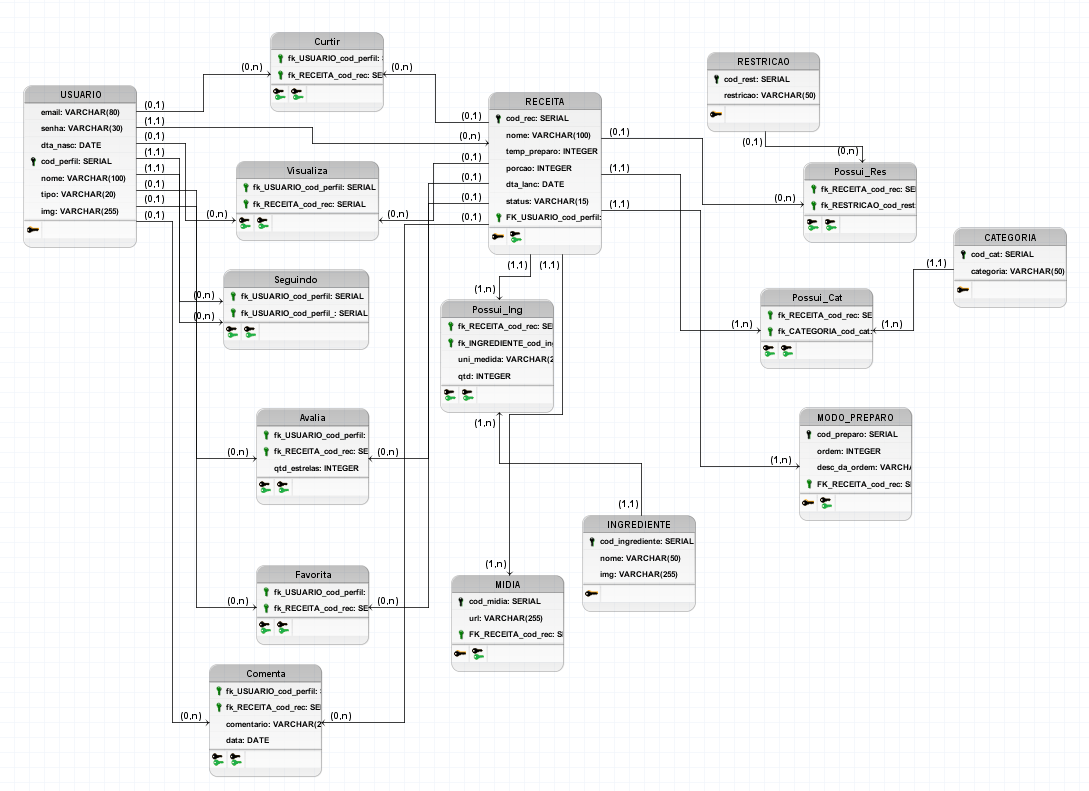 Curtir
fk_USUARIO_cod_perfil:
fk_RECEITA_cod_rec: SE
(0,n)
(0,n)
USUARIO
email: VARCHAR(80)
senha: VARCHAR(30)
dta_nasc: DATE
cod_perfil: SERIAL
nome: VARCHAR(100)
tipo: VARCHAR(20)
img: VARCHAR(255)
(0,1)
(1,1)
(0,1)
(1,1)
(1,1)
(0,1)
(0,1)
(0,1)
RECEITA
cod_rec: SERIAL
nome: VARCHAR(100)
temp_preparo: INTEGER
porcao: INTEGER
dta_lanc: DATE
status: VARCHAR(15)
FK_USUARIO_cod_perfil:
(0,1)
(0,n)
(0,1)
(0,1)
(0,1)
(0,1)
(0,1)
(1,1)
(1,1)
(1,1)
(1,1)
RESTRICAO
cod_rest: SERIAL
restricao: VARCHAR(50)
(0,1)
(0,n)
Possui_Res
fk_RECEITA_cod_rec: SE
fk_RESTRICAO_cod_rest
(0,n)
Visualiza
fk_USUARIO_cod_perfil: SERIAL
fk_RECEITA_cod_rec: SERIAL
(0,n)
(0,n)
CATEGORIA
cod_cat: SERIAL
categoria: VARCHAR(50)
(1,1)
Seguindo
fk_USUARIO_cod_perfil: SERIAL
fk_USUARIO_cod_perfil_: SERIAL
(0,n)
(0,n)
Possui_Cat
fk_RECEITA_cod_rec: SE
fk_CATEGORIA_cod_cat:
(1,n)
(1,n)
(1,n)
Possui_Ing
fk_RECEITA_cod_rec: SE
fk_INGREDIENTE_cod_in
uni_medida: VARCHAR(2
qtd: INTEGER
(1,n)
Avalia
fk_USUARIO_cod_perfil:
fk_RECEITA_cod_rec: SE
qtd_estrelas: INTEGER
(0,n)
(0,n)
MODO_PREPARO
cod_preparo: SERIAL
ordem: INTEGER
desc_da_ordem: VARCHA
FK_RECEITA_cod_rec: S
(1,n)
(1,1)
INGREDIENTE
cod_ingrediente: SERIAL
nome: VARCHAR(50)
img: VARCHAR(255)
Favorita
fk_USUARIO_cod_perfil:
fk_RECEITA_cod_rec: SE
(0,n)
(0,n)
(1,n)
MIDIA
cod_midia: SERIAL
url: VARCHAR(255)
FK_RECEITA_cod_rec: S
Comenta
fk_USUARIO_cod_perfil:
fk_RECEITA_cod_rec: SE
comentario: VARCHAR(2
data: DATE
(0,n)
(0,n)